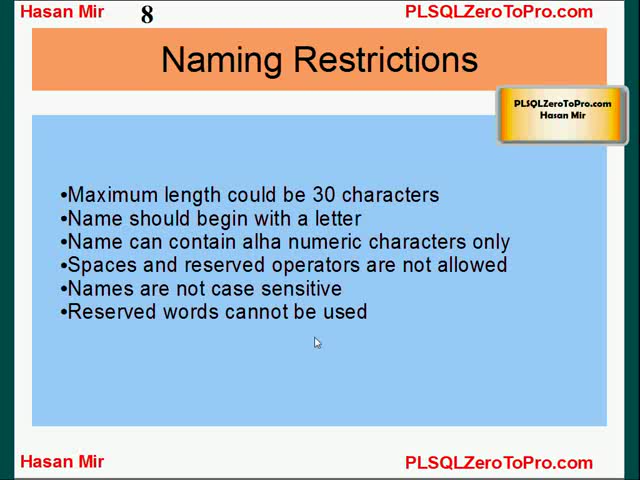 Hasan Mir
8
PLSQLZeroToPro.com
Naming Restrictions
PLSQLZeroToPro.com
Hasan Mir
•Maximum length could be 30 characters
•Name should begin with a letter
•Name can contain alha numeric characters only
•Spaces and reserved operators are not allowed
•Names are not case sensitive
•Reserved words cannot be used
Hasan Mir
PLSQLZeroToPro.com